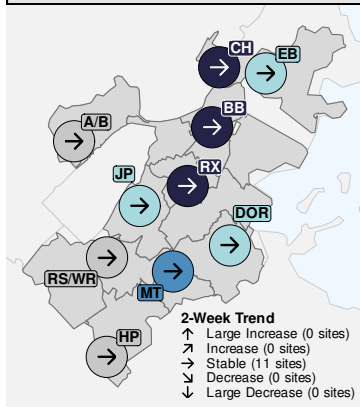 CH
EB
BB
A/B
RX
JP
DOR
RS/WR
MT
HP
2-Week Trend
↑ Large Increase (0 sites)
↗ Increase (0 sites)
→ Stable (11 sites)
↘ Decrease (0 sites)
↓ Large Decrease (0 sites)